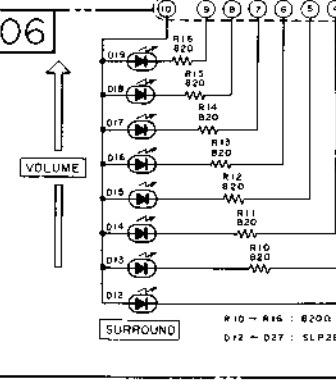 06
10 9 8 7 6 5
R16
820
D19
R15
820
D18
R14
820
D17
R13
820
D16
VOLUME
R12
820
D15
R11
820
D14
R10
820
D13
D12
SURROUND
R10 ~ R16 : 820Ω
D12 ~ D27 : SLP2